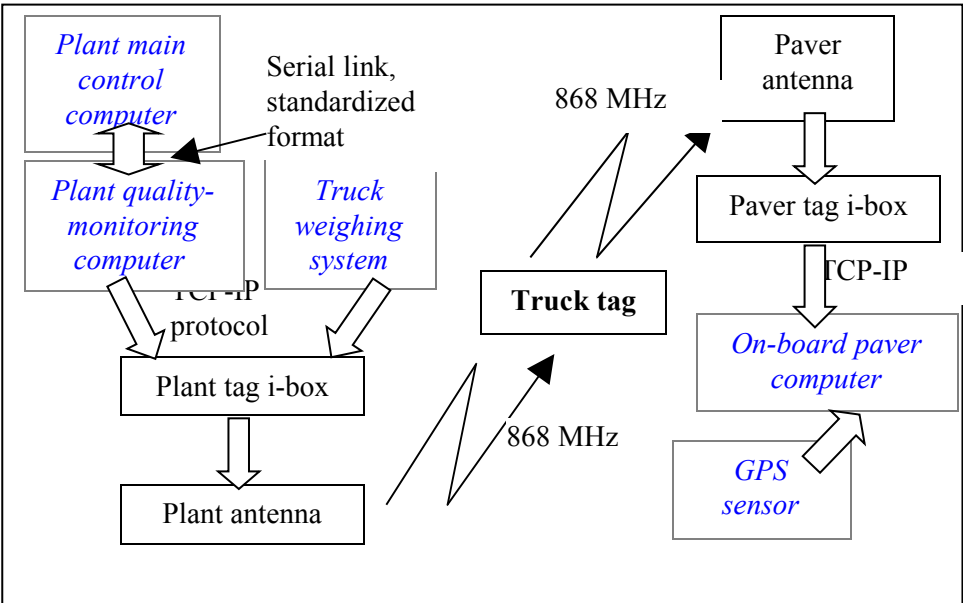 Plant main
control
computer
Serial link,
standardized
format
Plant quality-
monitoring
computer
Truck
weighing
system
TCP-IP
protocol
Plant tag i-box
Plant antenna
868 MHz
Truck tag
868 MHz
Paver
antenna
Paver tag i-box
TCP-IP
On-board paver
computer
GPS
sensor